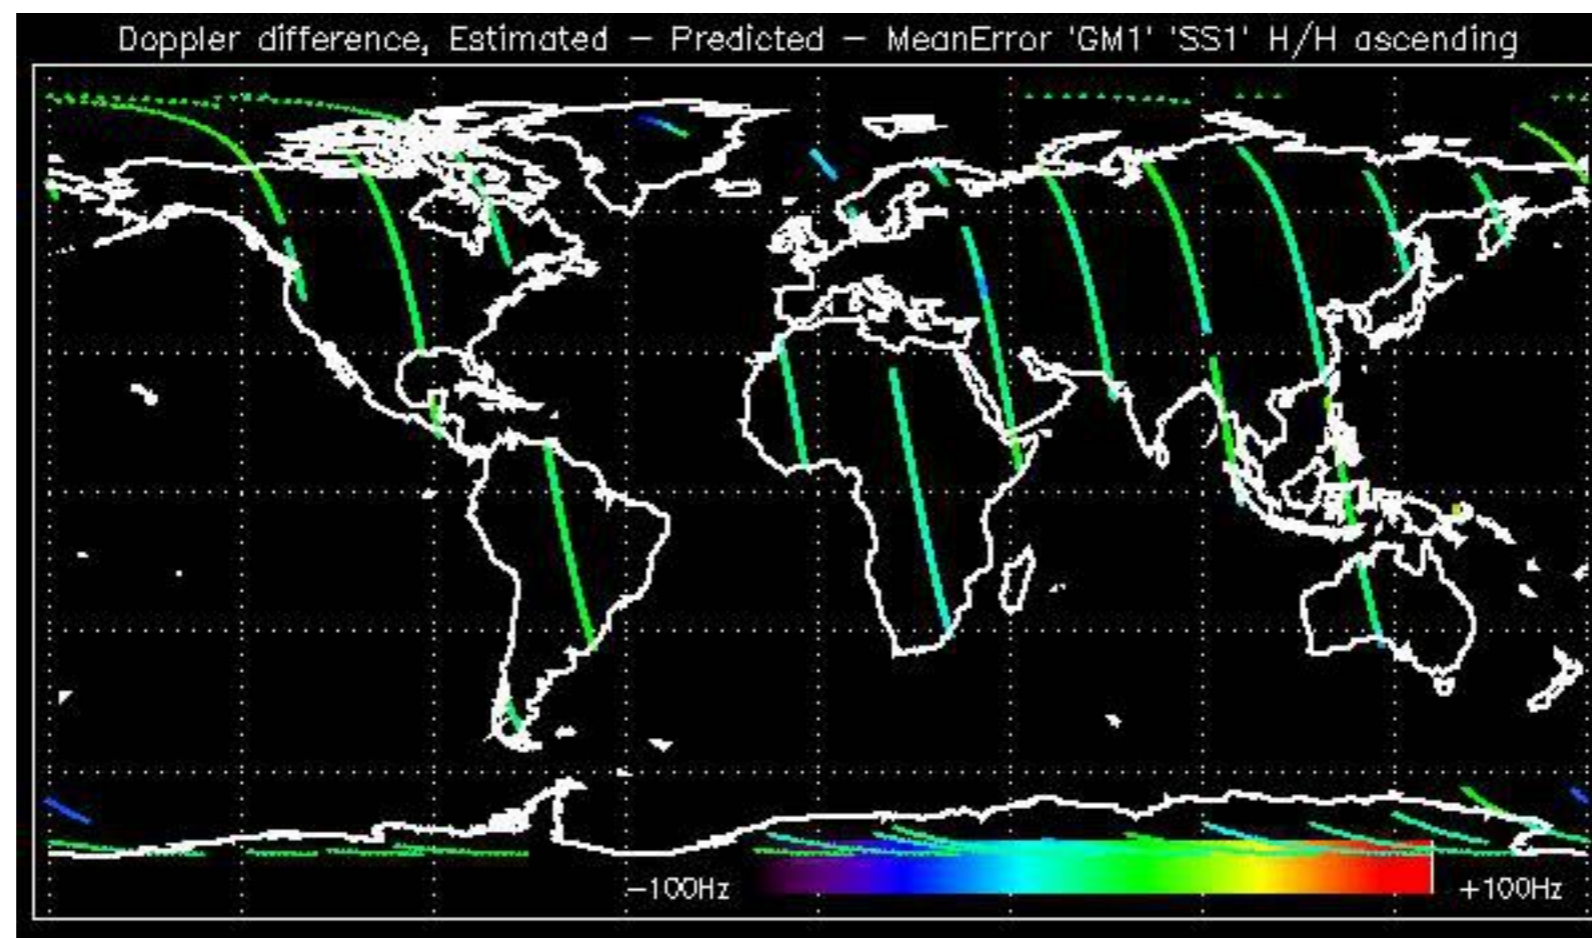 Doppler difference, Estimated – Predicted – MeanError 'GM1' 'SS1' H/H ascending
–100Hz
+100Hz